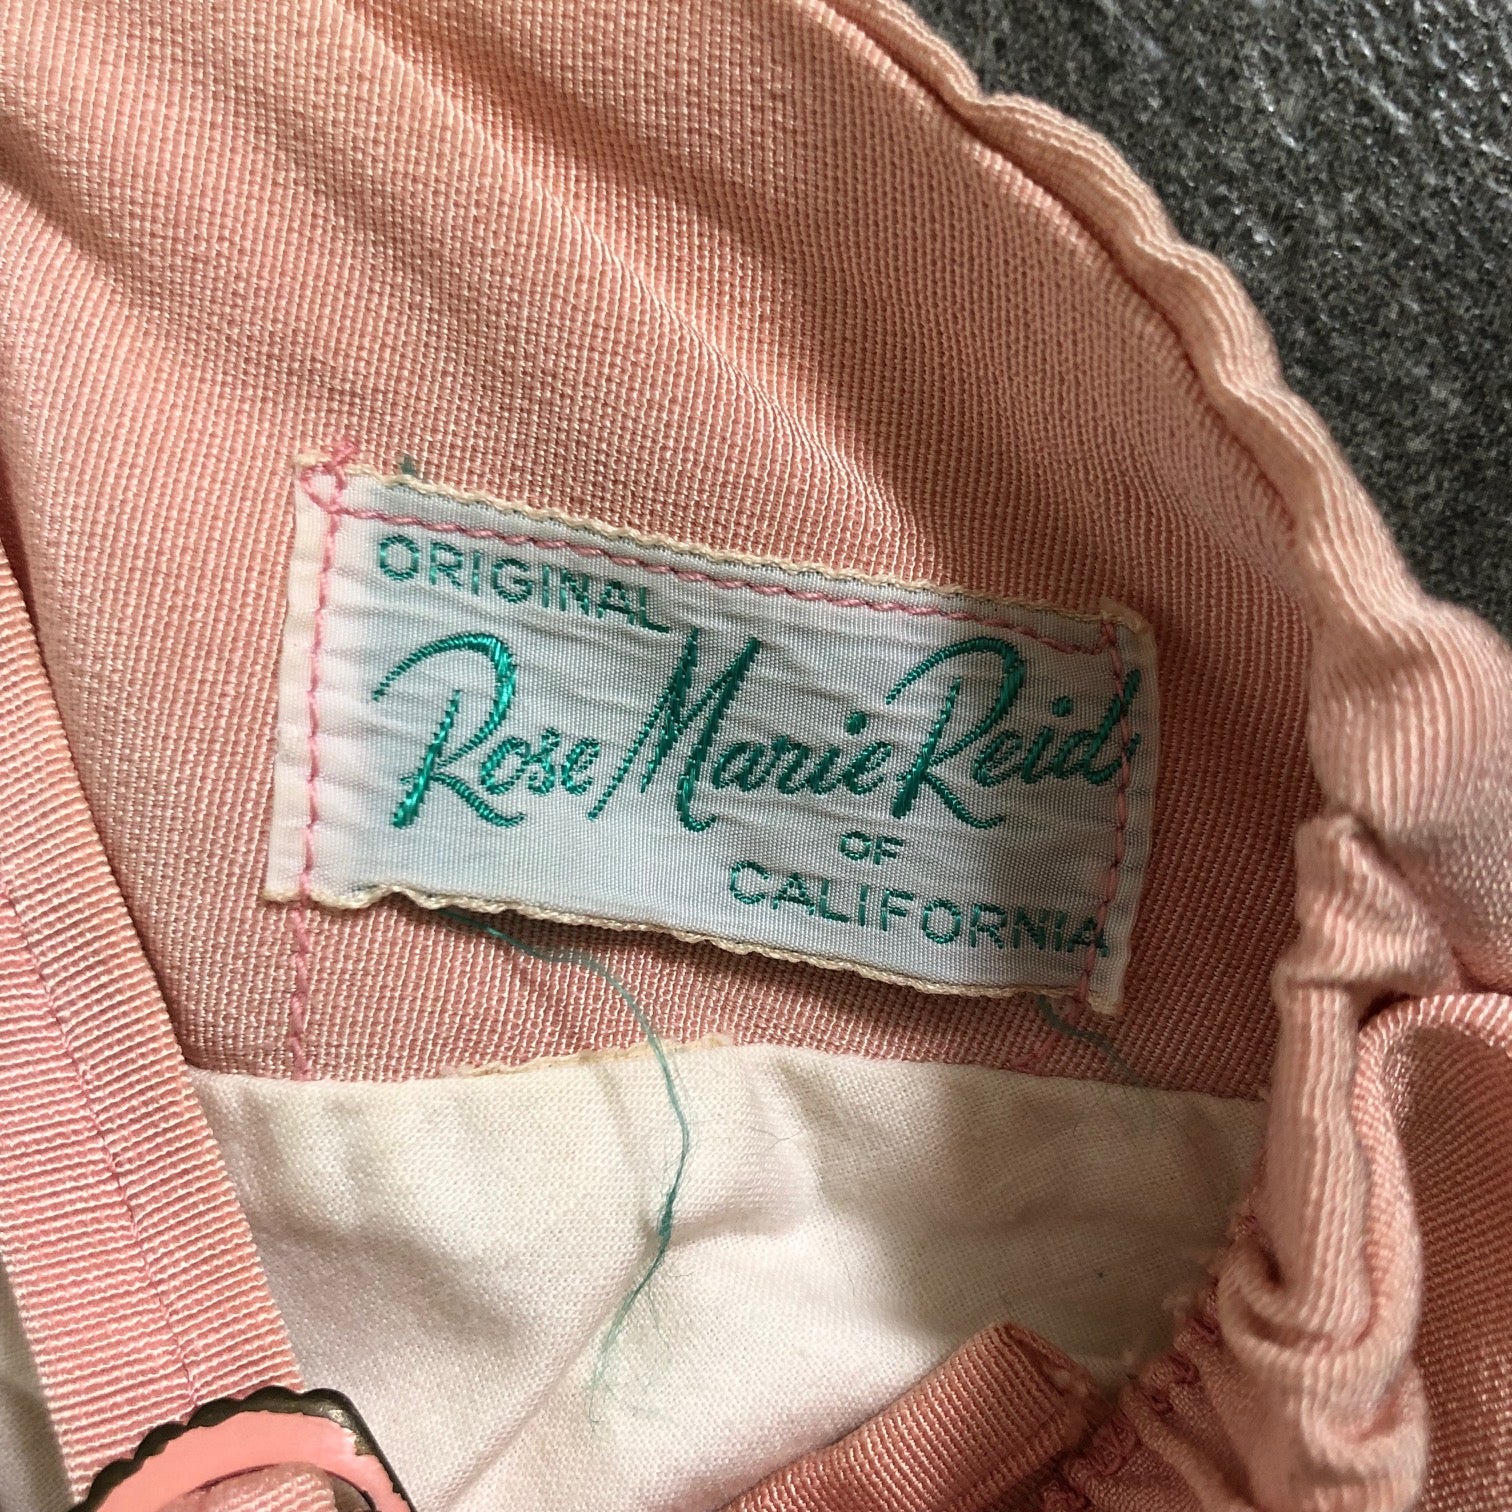 ORIGINAL
Rose Marie Reid
OF
CALIFORNIA